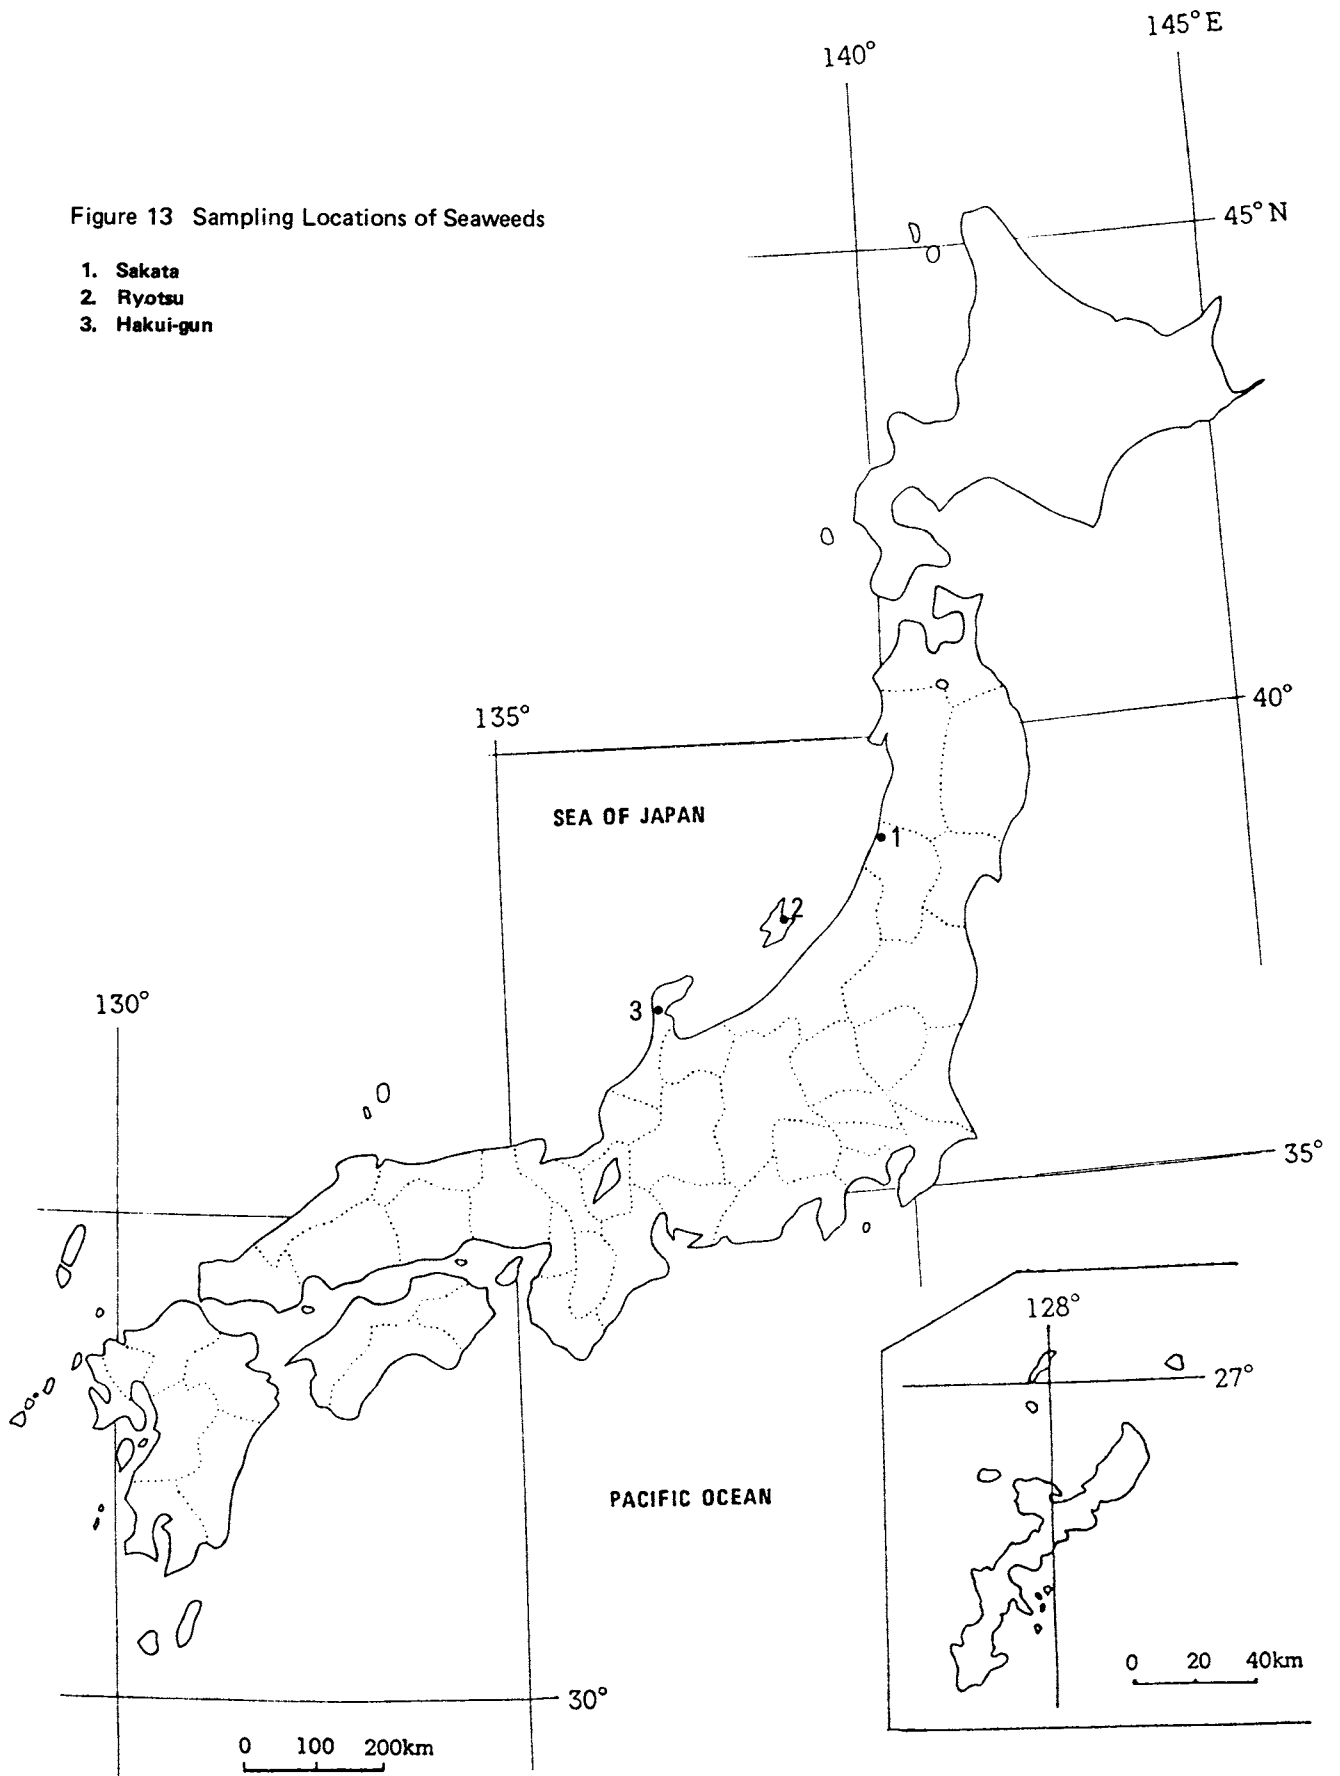 145° E
140°
Figure 13 Sampling Locations of Seaweeds
45° N
1. Sakata
2. Ryotsu
3. Hakui-gun
40°
135°
SEA OF JAPAN
1
2
130°
3
35°
128°
27°
PACIFIC OCEAN
0 20 40km
30°
0 100 200km